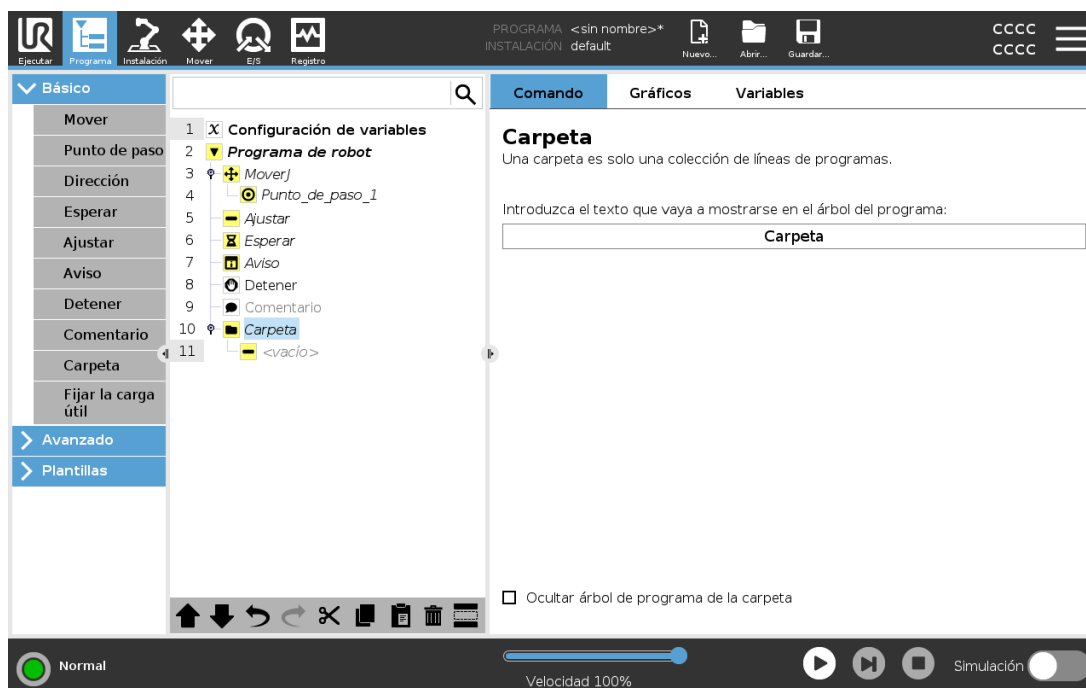 PROGRAMA <sin nombre>*
INSTALACIÓN default
CCCC
CCCC
Ejecutar
Programa
Instalación
Mover
E/S
Registro
Nuevo...
Abrir...
Guardar...
Básico
Mover
Punto de paso
Dirección
Esperar
Ajustar
Aviso
Detener
Comentario
Carpeta
Fijar la carga
útil
Avanzado
Plantillas
1 X Configuración de variables
2 Programa de robot
3 MoverJ
4 Punto_de_paso_1
5 Ajustar
6 Esperar
7 Aviso
8 Detener
9 Comentario
10 Carpeta
11 <vacío>
Comando
Gráficos
Variables
Carpeta
Una carpeta es solo una colección de líneas de programas.
Introduzca el texto que vaya a mostrarse en el árbol del programa:
Carpeta
Ocultar árbol de programa de la carpeta
Normal
Velocidad 100%
Simulación